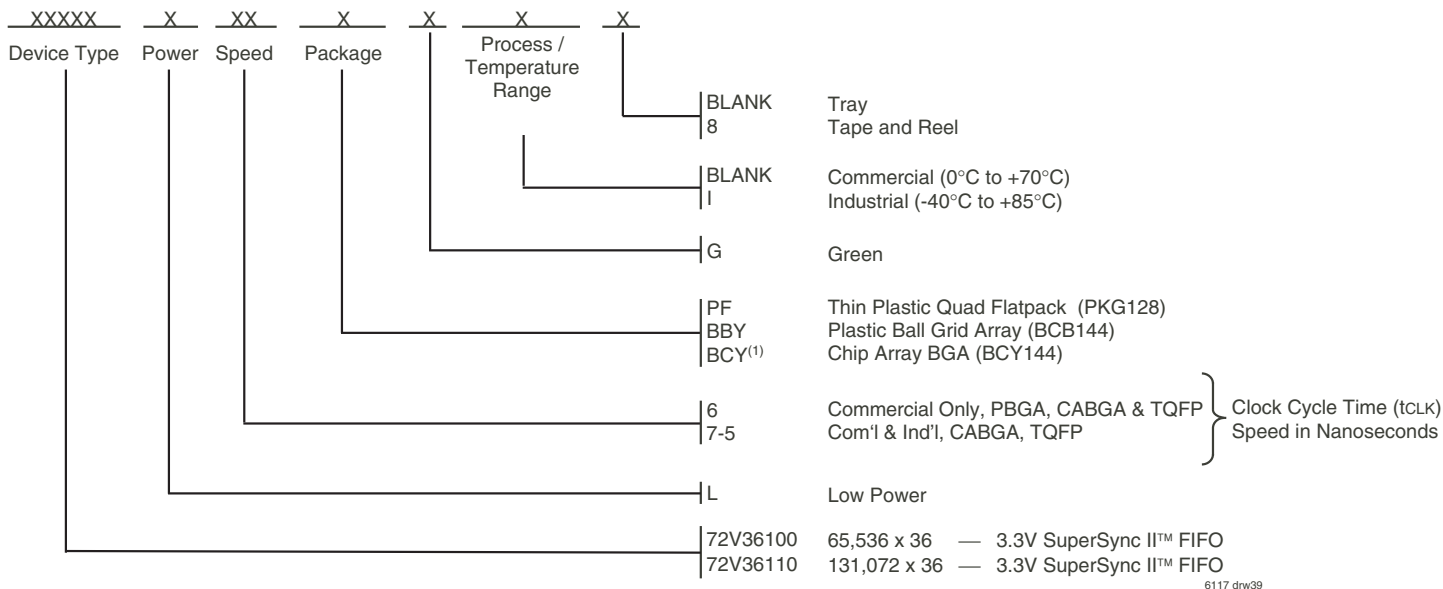 XXXXX X XX X X X X
Device Type Power Speed Package Process /
Temperature
Range
BLANK Tray
8 Tape and Reel
BLANK Commercial (0°C to +70°C)
I Industrial (-40°C to +85°C)
G Green
PF Thin Plastic Quad Flatpack (PKG128)
BBY Plastic Ball Grid Array (BCB144)
BCY(1) Chip Array BGA (BCY144)
6 Commercial Only, PBGA, CABGA & TQFP
7-5 Com‘l & Ind’l, CABGA, TQFP
Clock Cycle Time (tCLK)
Speed in Nanoseconds
L Low Power
72V36100 65,536 x 36 — 3.3V SuperSync II™ FIFO
72V36110 131,072 x 36 — 3.3V SuperSync II™ FIFO
6117 drw39